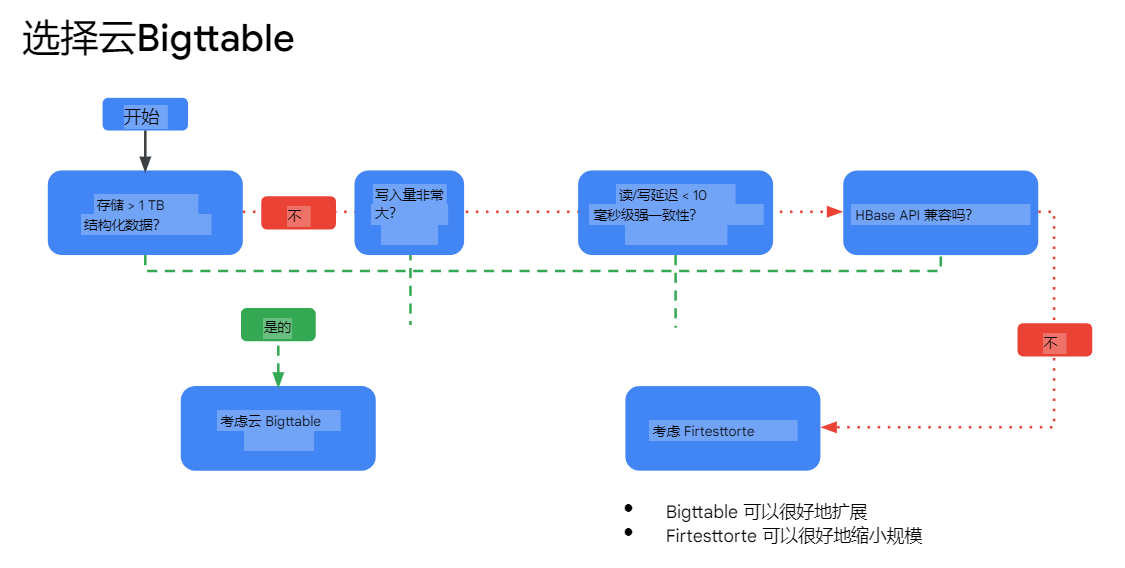 选择云Bigttable
开始
存储 > 1 TB
结构化数据?
不
写入量非常
大?
读/写延迟 < 10
毫秒级强一致性?
HBase API 兼容吗?
是的
不
考虑云 Bigttable
考虑 Firtesttorte
Bigttable 可以很好地扩展
Firtesttorte 可以很好地缩小规模